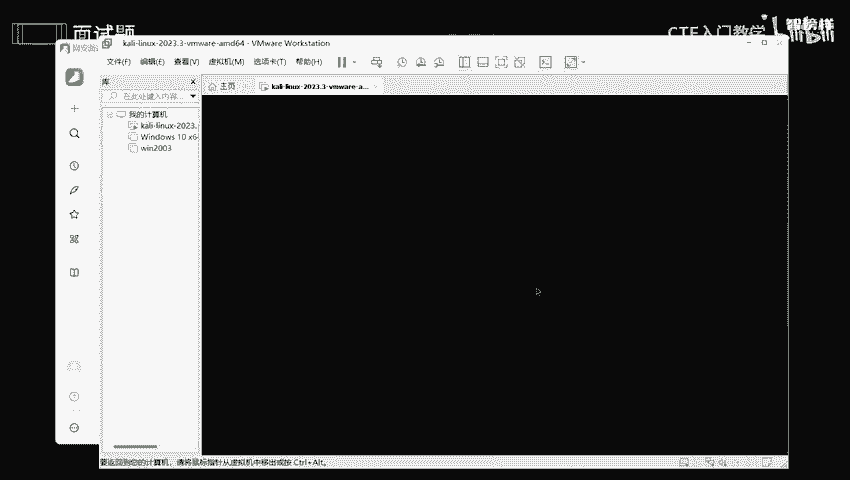 面试题
CTF入门教学
智榜样
bilibili
kali-linux-2023.3-vmware-amd64 - VMware Workstation
文件(F) 编辑(E) 查看(V) 虚拟机(M) 选项卡(T) 帮助(H)
库
主页
kali-linux-2023.3-vmware-a...
在此处键入内容...
我的计算机
kali-linux-2023.
Windows 10 x6
win2003
要返回到您的计算机，请将鼠标指针从虚拟机中移出或按 Ctrl+Alt。